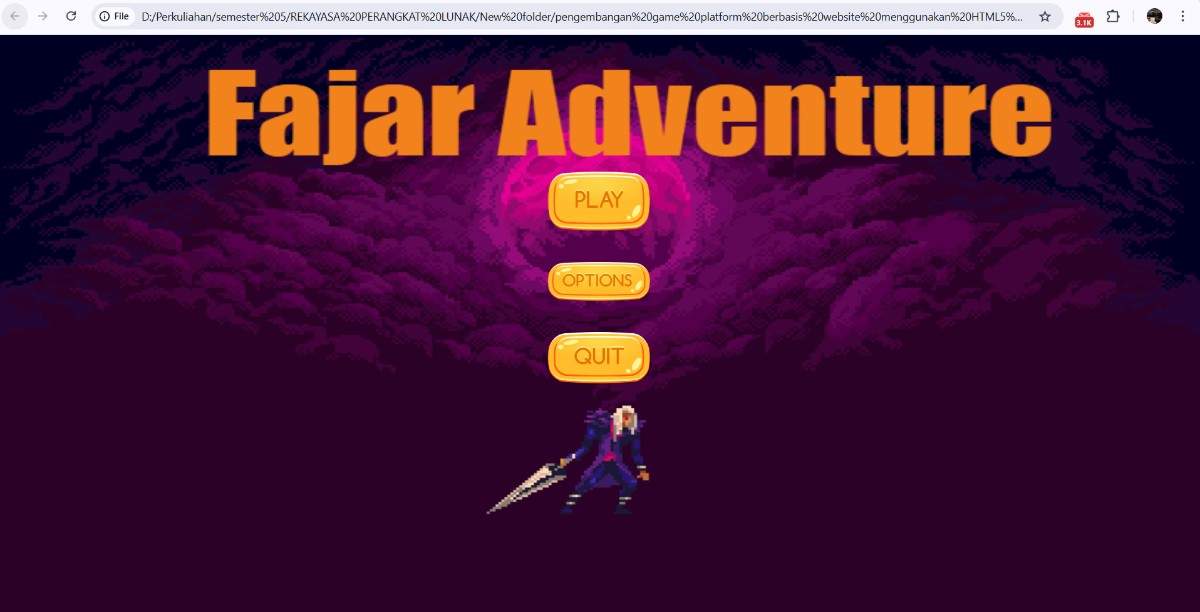 File
D:/Perkuliahan/semester%205/REKAYASA%20PERANGKAT%20LUNAK/New%20folder/pengembangan%20game%20platform%20berbasis%20website%20menggunakan%20HTML5%...
3.1K
Fajar Adventure
PLAY
OPTIONS
QUIT